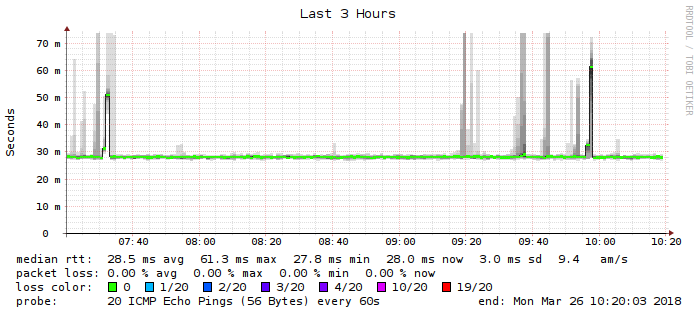 Last 3 Hours
RRDTOOL / TOBI OETIKER
Seconds
70 m
60 m
50 m
40 m
30 m
20 m
10 m
0
07:40 08:00 08:20 08:40 09:00 09:20 09:40 10:00 10:20
median rtt: 28.5 ms avg 61.3 ms max 27.8 ms min 28.0 ms now 3.0 ms sd 9.4 am/s
packet loss: 0.00 % avg 0.00 % max 0.00 % min 0.00 % now
loss color: 0 1/20 2/20 3/20 4/20 10/20 19/20
probe: 20 ICMP Echo Pings (56 Bytes) every 60s end: Mon Mar 26 10:20:03 2018